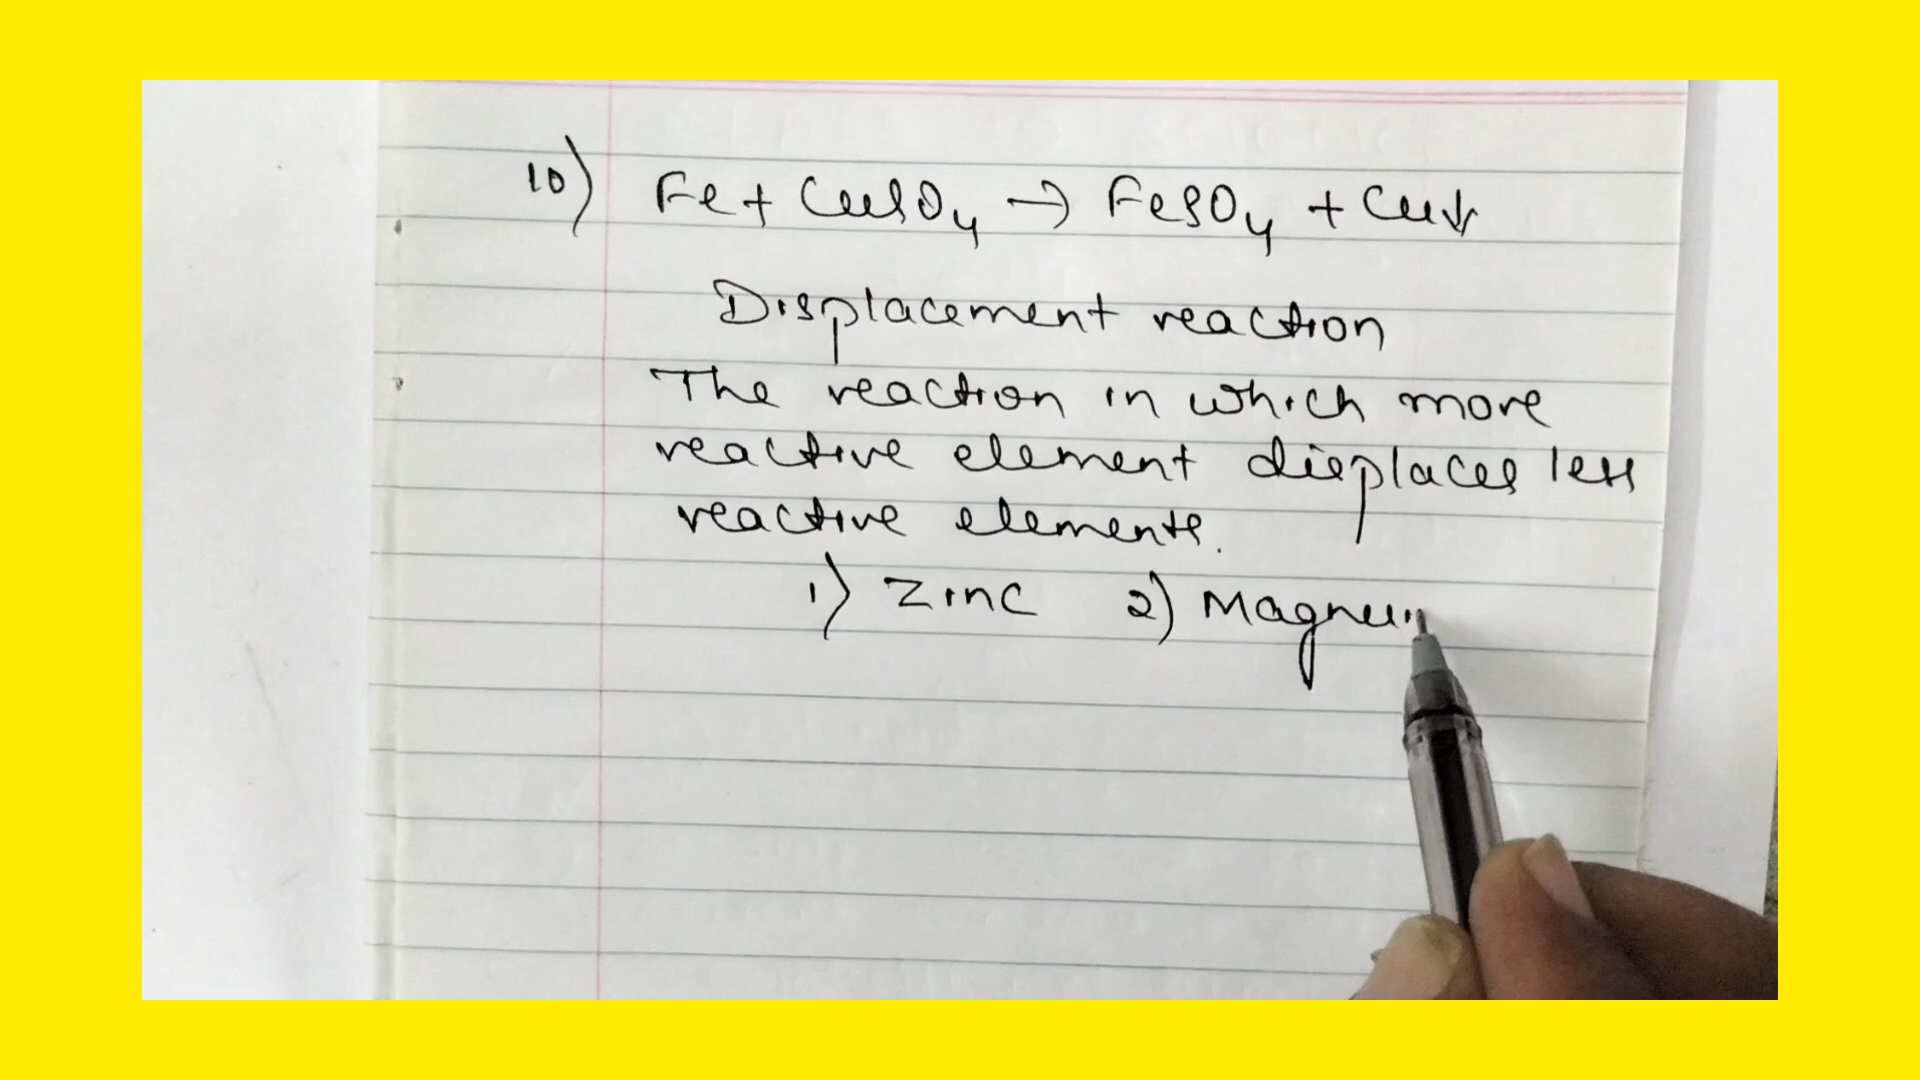 10) Fe + CuSO₄ → FeSO₄ + Cu↓
Displacement reaction
The reaction in which more
reactive element displaces less
reactive elements.
1) Zinc 2) Magnesi